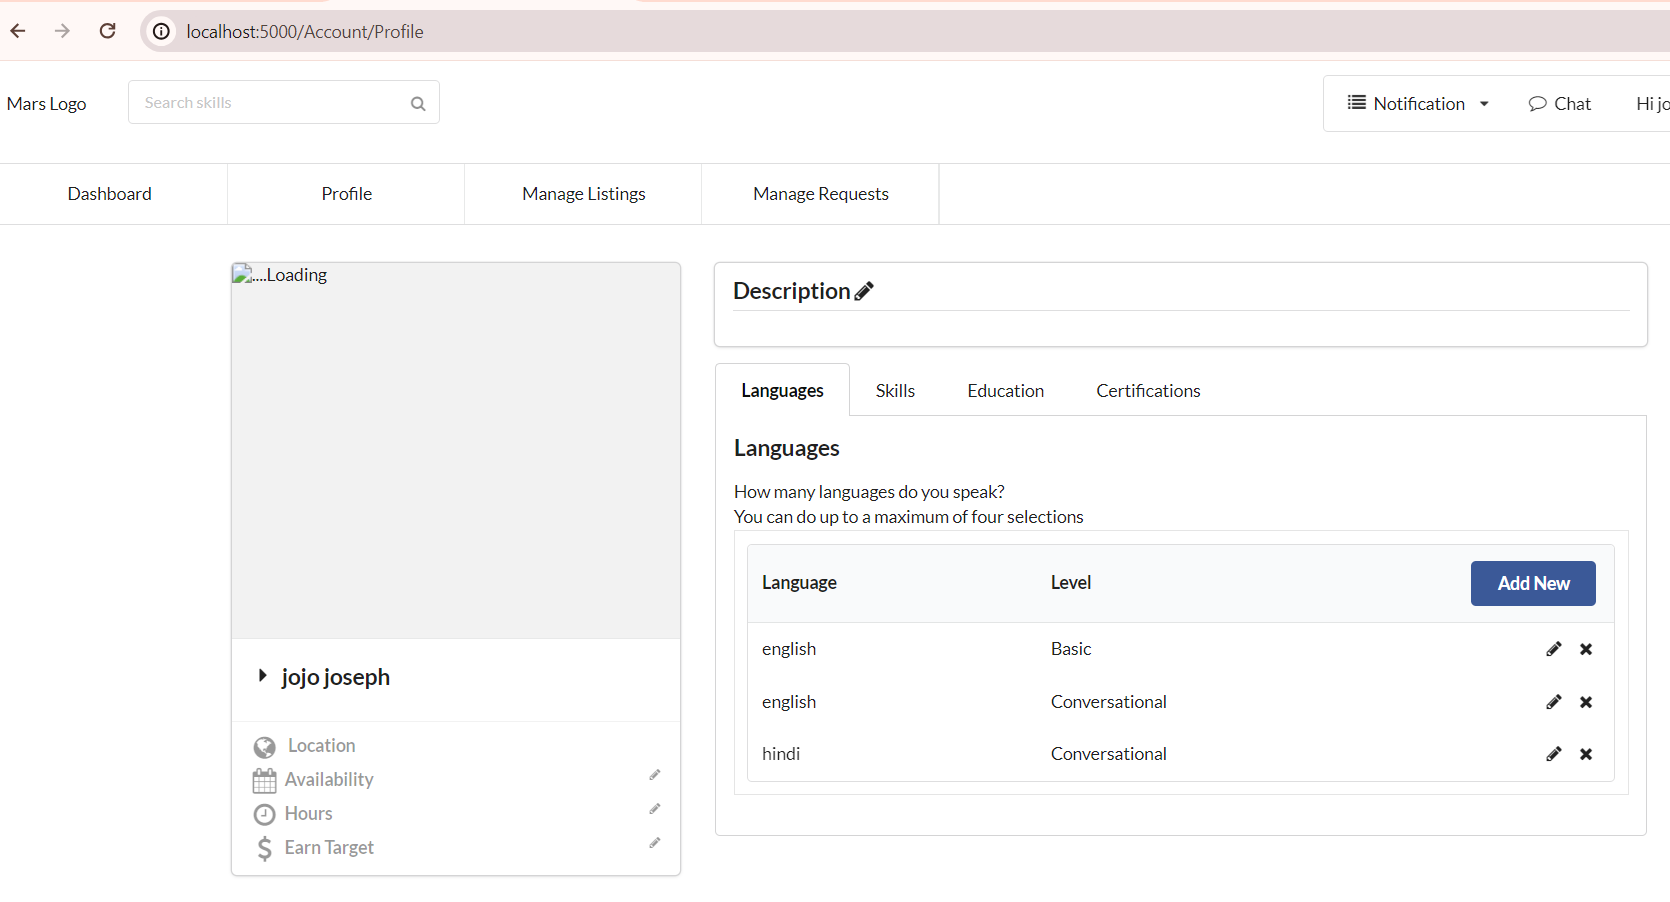 localhost:5000/Account/Profile
Mars Logo
Search skills
Notification
Chat
Hi jo
Dashboard
Profile
Manage Listings
Manage Requests
....Loading
jojo joseph
Location
Availability
Hours
Earn Target
Description
Languages Skills Education Certifications
Languages
How many languages do you speak?
You can do up to a maximum of four selections
Language Level Add New
english Basic
english Conversational
hindi Conversational